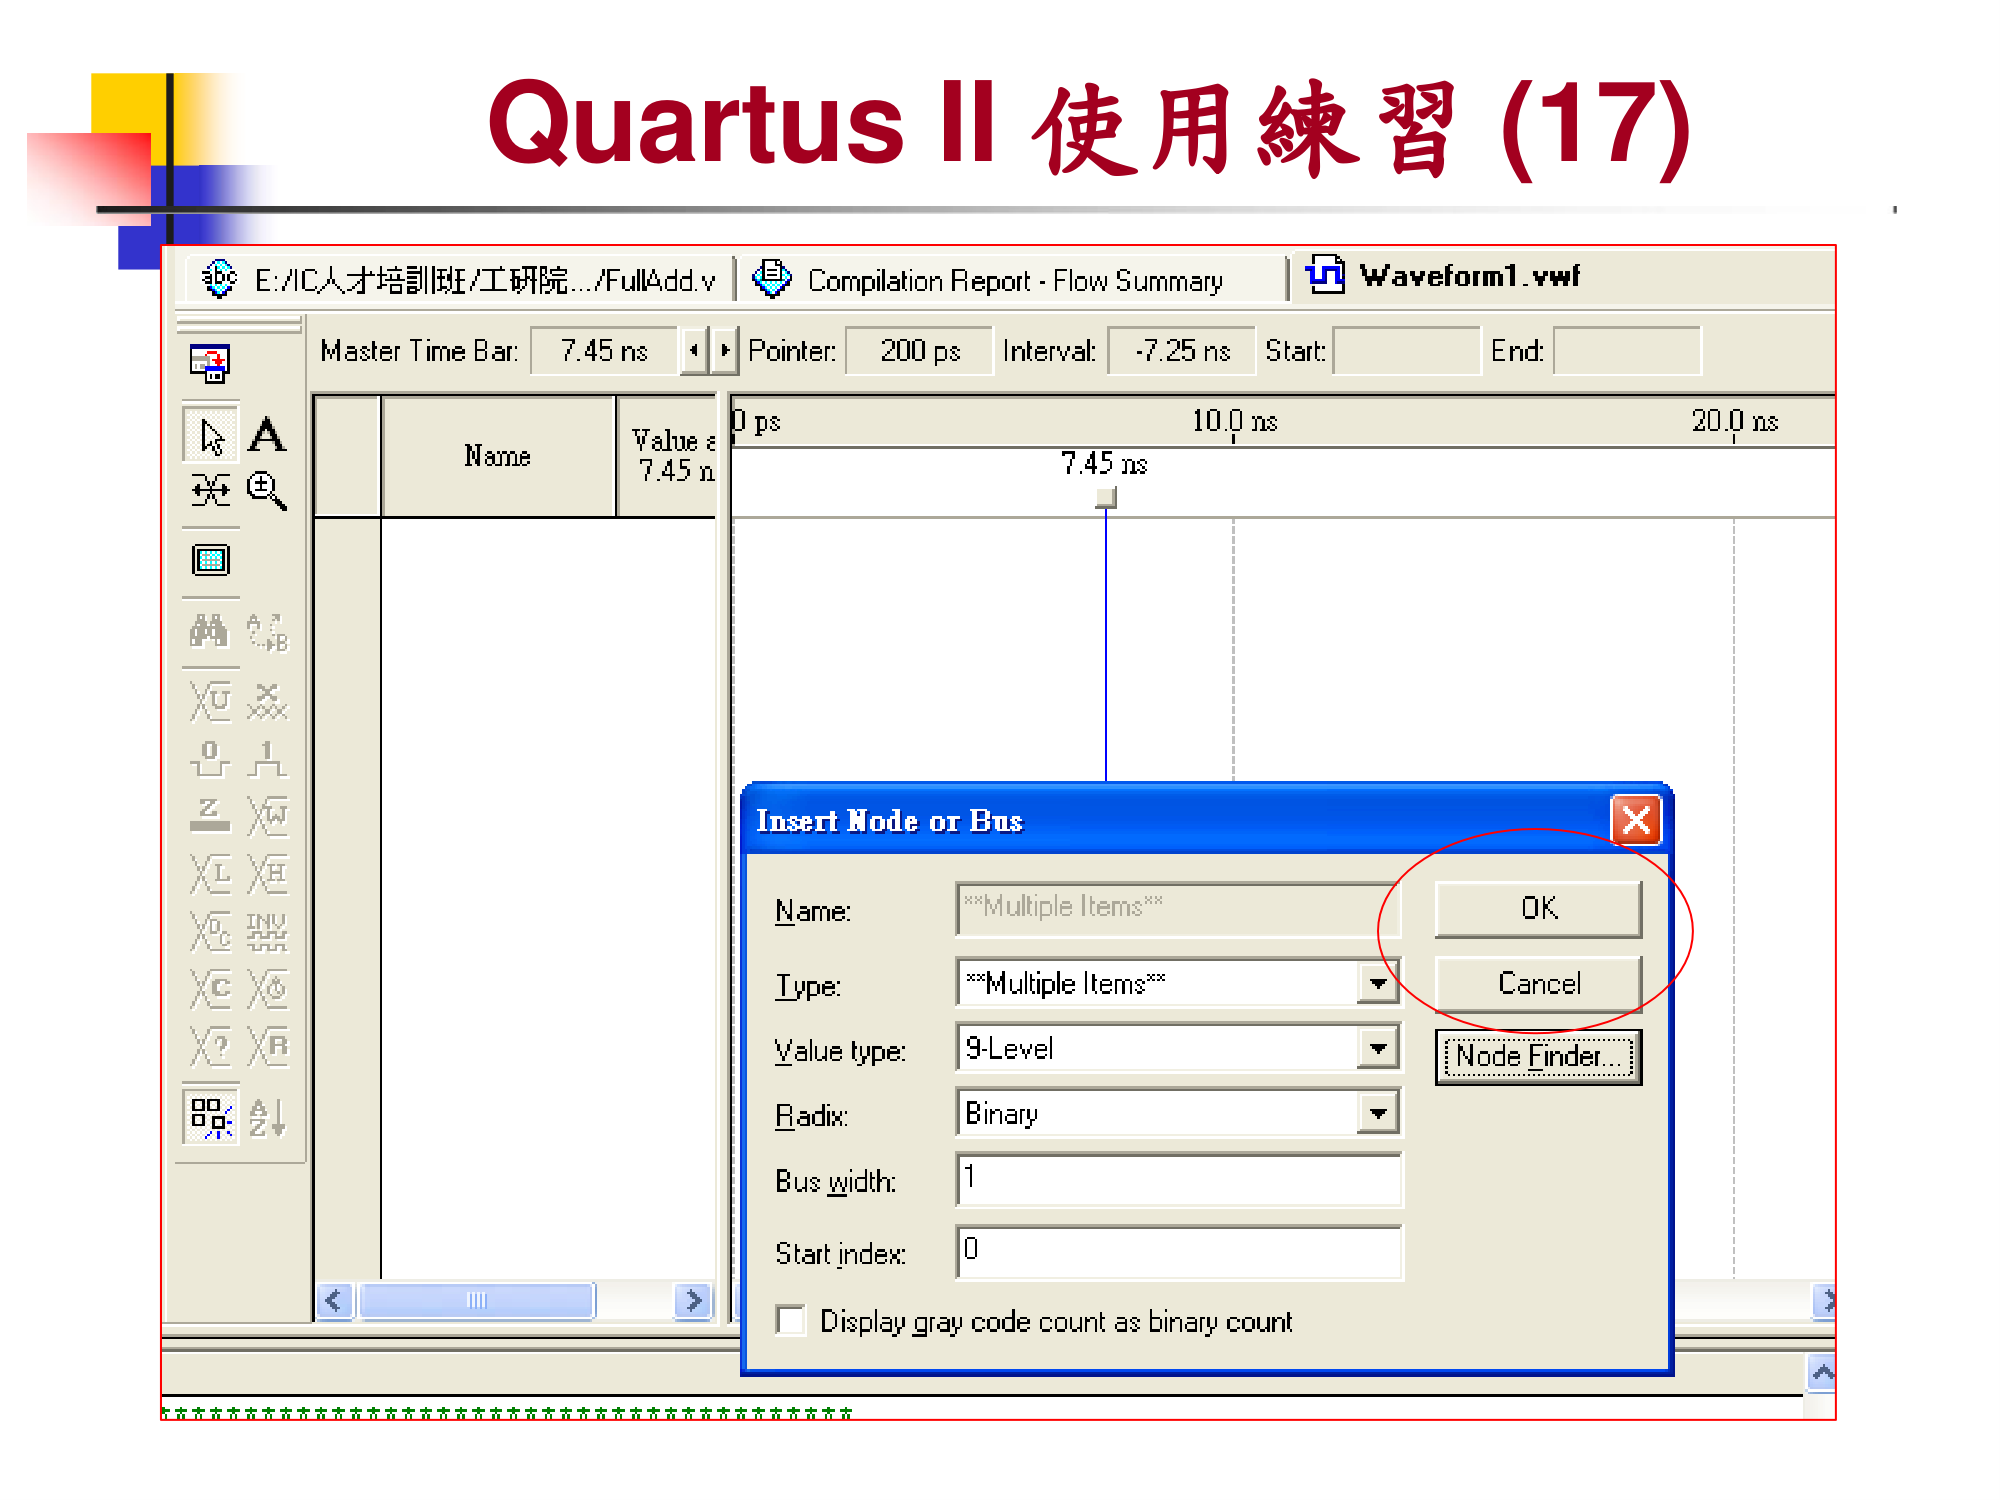 Quartus II 使用練習 (17)
E:/IC人才培訓班/工研院.../FullAdd.v
Compilation Report - Flow Summary
Waveform1.vwf
Master Time Bar: 7.45 ns Pointer: 200 ps Interval: -7.25 ns Start: End:
Name
Value a
7.45 n
0 ps 10.0 ns 20.0 ns
7.45 ns
Insert Node or Bus
Name: **Multiple Items** OK
Type: **Multiple Items** Cancel
Value type: 9-Level Node Finder...
Radix: Binary
Bus width: 1
Start index: 0
Display gray code count as binary count